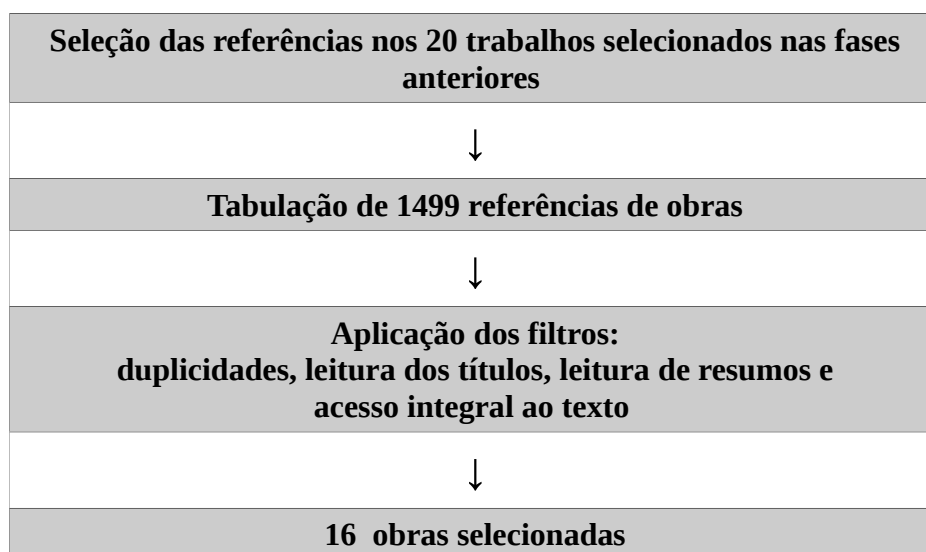 Seleção das referências nos 20 trabalhos selecionados nas fases
anteriores
↓
Tabulação de 1499 referências de obras
↓
Aplicação dos filtros:
duplicidades, leitura dos títulos, leitura de resumos e
acesso integral ao texto
↓
16 obras selecionadas